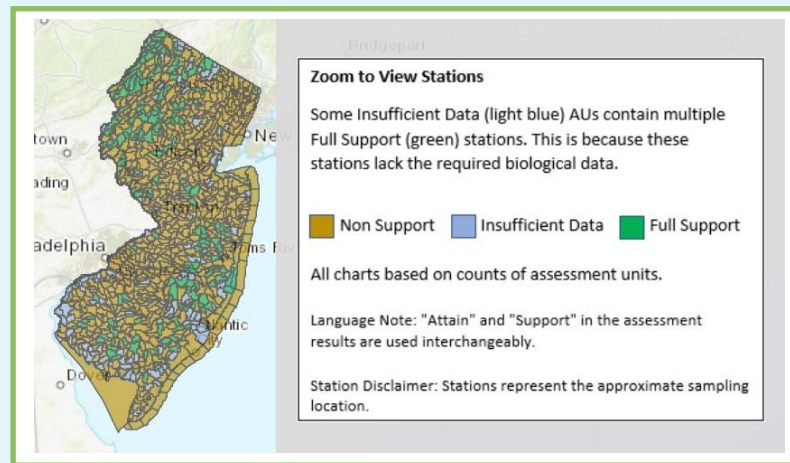 Bridgeport
Zoom to View Stations
Some Insufficient Data (light blue) AUs contain multiple
Full Support (green) stations. This is because these
stations lack the required biological data.
Non Support Insufficient Data Full Support
All charts based on counts of assessment units.
Language Note: "Attain" and "Support" in the assessment
results are used interchangeably.
Station Disclaimer: Stations represent the approximate sampling
location.
town
New
ading
adelphia
Toms Riv
Atlantic
Dover